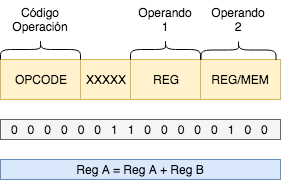 Código Operación
Operando 1
Operando 2
OPCODE XXXXX REG REG/MEM
0 0 0 0 0 0 1 1 0 0 0 0 0 1 0 0
Reg A = Reg A + Reg B